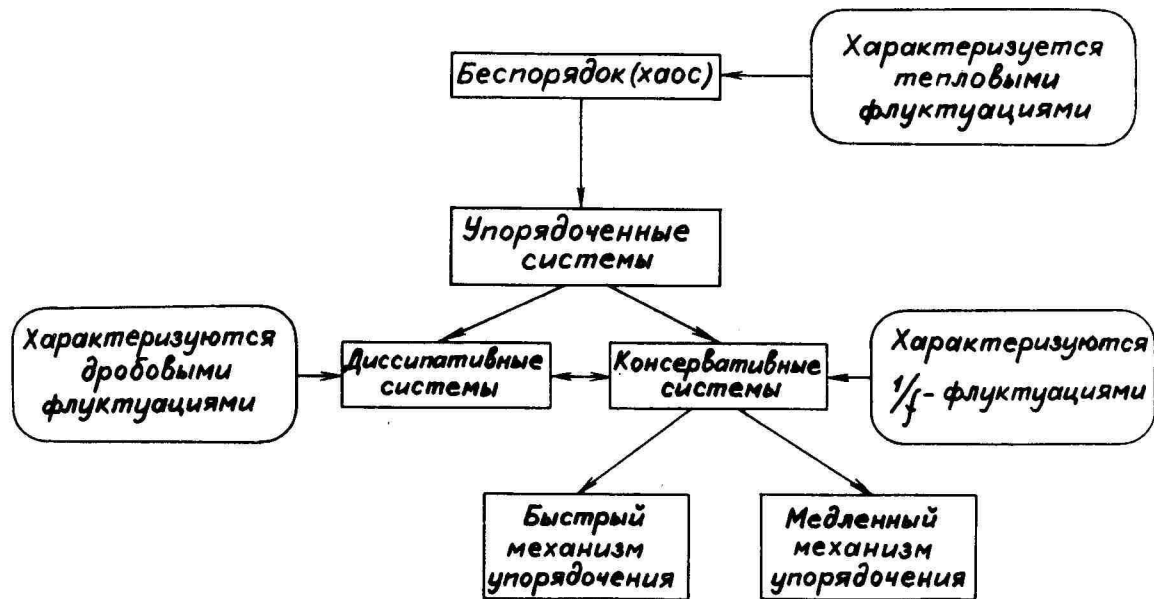 Беспорядок (хаос)
Характеризуется
тепловыми
флуктуациями
Упорядоченные
системы
Характеризуются
дробовыми
флуктуациями
Диссипативные
системы
Консервативные
системы
Характеризуются
1/f - флуктуациями
Быстрый
механизм
упорядочения
Медленный
механизм
упорядочения